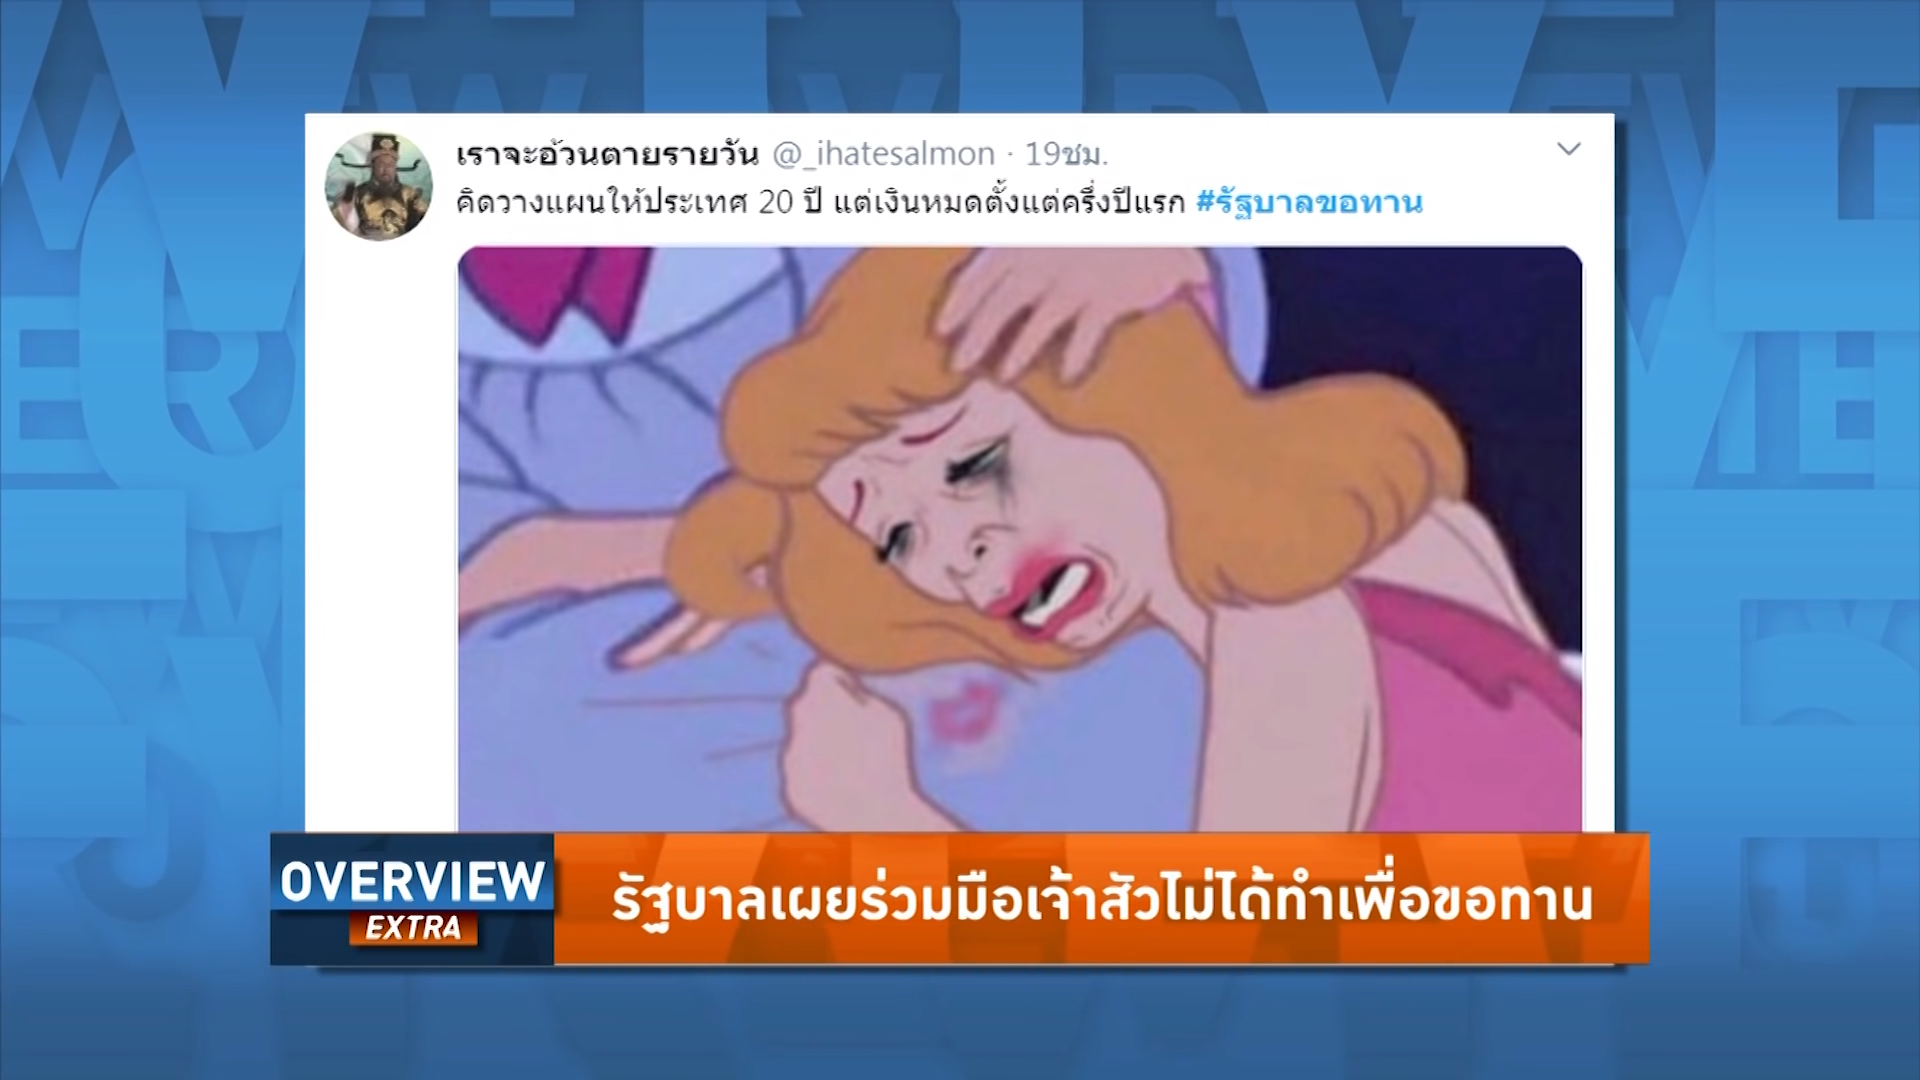 เราจะอ้วนตายรายวัน @_ihatesalmon · 19ชม.
คิดวางแผนให้ประเทศ 20 ปี แต่เงินหมดตั้งแต่ครึ่งปีแรก #รัฐบาลขอทาน
OVERVIEW
EXTRA
รัฐบาลเผยร่วมมือเจ้าสัวไม่ได้ทำเพื่อขอทาน